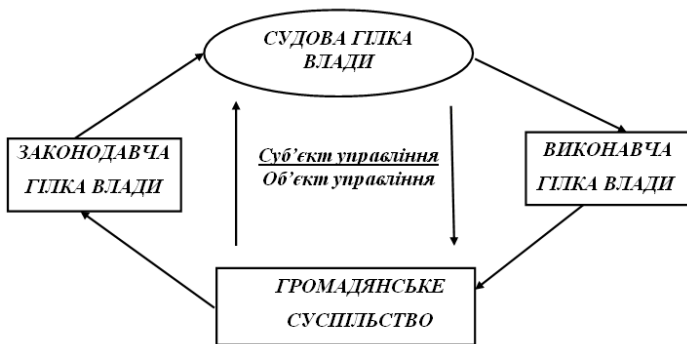 СУДОВА ГІЛКА
ВЛАДИ
ЗАКОНОДАВЧА
ГІЛКА ВЛАДИ
Суб’єкт управління
Об’єкт управління
ВИКОНАВЧА
ГІЛКА ВЛАДИ
ГРОМАДЯНСЬКЕ
СУСПІЛЬСТВО